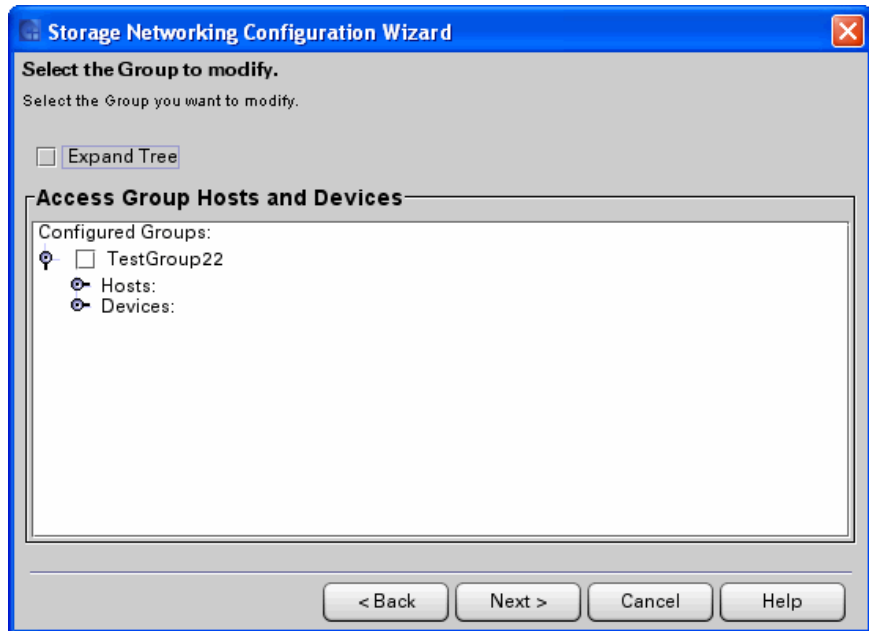 Storage Networking Configuration Wizard
Select the Group to modify.
Select the Group you want to modify.
Expand Tree
Access Group Hosts and Devices
Configured Groups:
TestGroup22
Hosts:
Devices:
< Back Next > Cancel Help